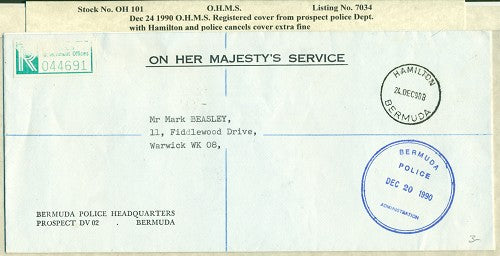 Stock No. OH 101 O.H.M.S. Listing No. 7034
Dec 24 1990 O.H.M.S. Registered cover from prospect police Dept.
with Hamilton and police cancels cover extra fine
R
044691
ON HER MAJESTY'S SERVICE
HAMILTON
24.DEC90
BERMUDA
Mr Mark BEASLEY,
11, Fiddlewood Drive,
Warwick WK 08,
BERMUDA
POLICE
DEC 20 1990
ADMINISTRATION
BERMUDA POLICE HEADQUARTERS
PROSPECT DV 02 . BERMUDA
3-